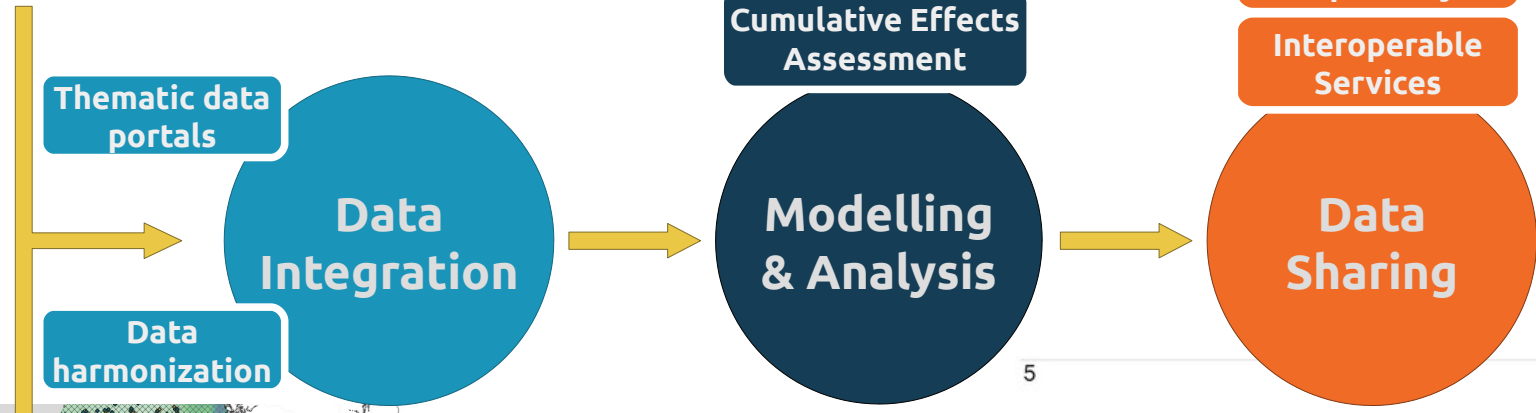 Cumulative Effects
Assessment
Interoperable
Services
Thematic data
portals
Data
Integration
Modelling
& Analysis
Data
Sharing
Data
harmonization
5